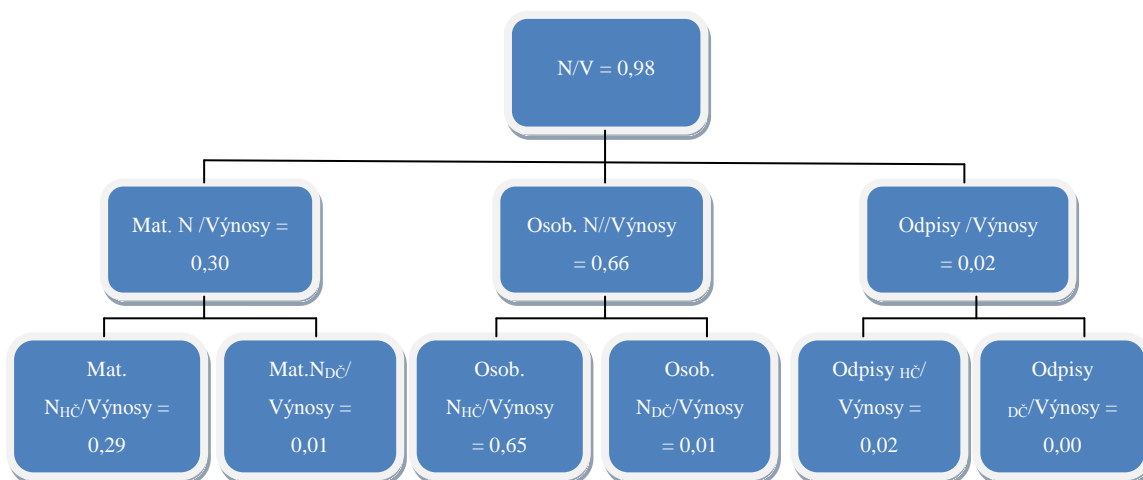 N/V = 0,98
Mat. N /Výnosy =
0,30
Osob. N//Výnosy
= 0,66
Odpisy /Výnosy
= 0,02
Mat.
NHČ/Výnosy =
0,29
Mat.NDČ/
Výnosy =
0,01
Osob.
NHČ/Výnosy
= 0,65
Osob.
NDČ/Výnosy
= 0,01
Odpisy HČ/
Výnosy =
0,02
Odpisy
DČ/Výnosy =
0,00